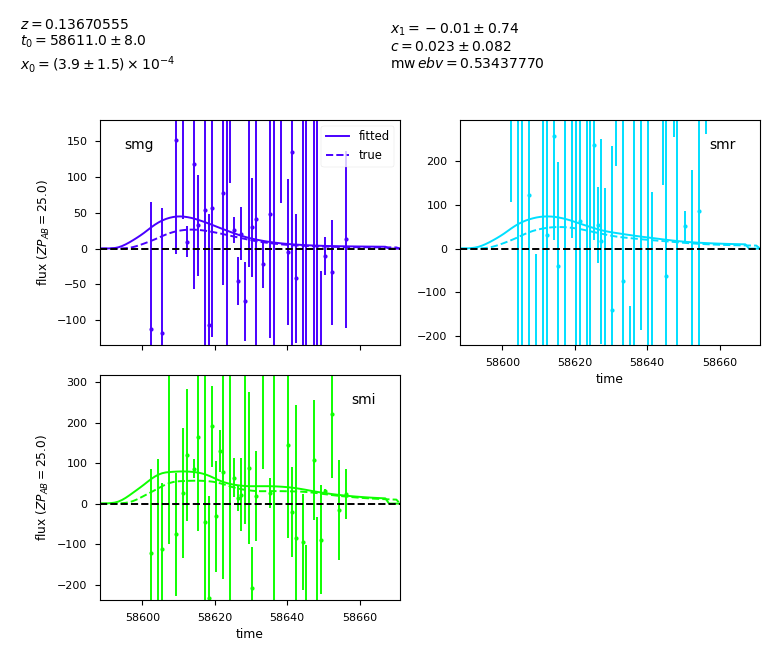 z = 0.13670555
t₀ = 58611.0 ± 8.0
x₀ = (3.9 ± 1.5) × 10⁻⁴
x₁ = −0.01 ± 0.74
c = 0.023 ± 0.082
mw ebv = 0.53437770
smg
fitted
true
150
100
50
0
−50
−100
flux (ZP_AB = 25.0)
smr
200
100
0
−100
−200
58600 58620 58640 58660
time
smi
300
200
100
0
−100
−200
flux (ZP_AB = 25.0)
58600 58620 58640 58660
time